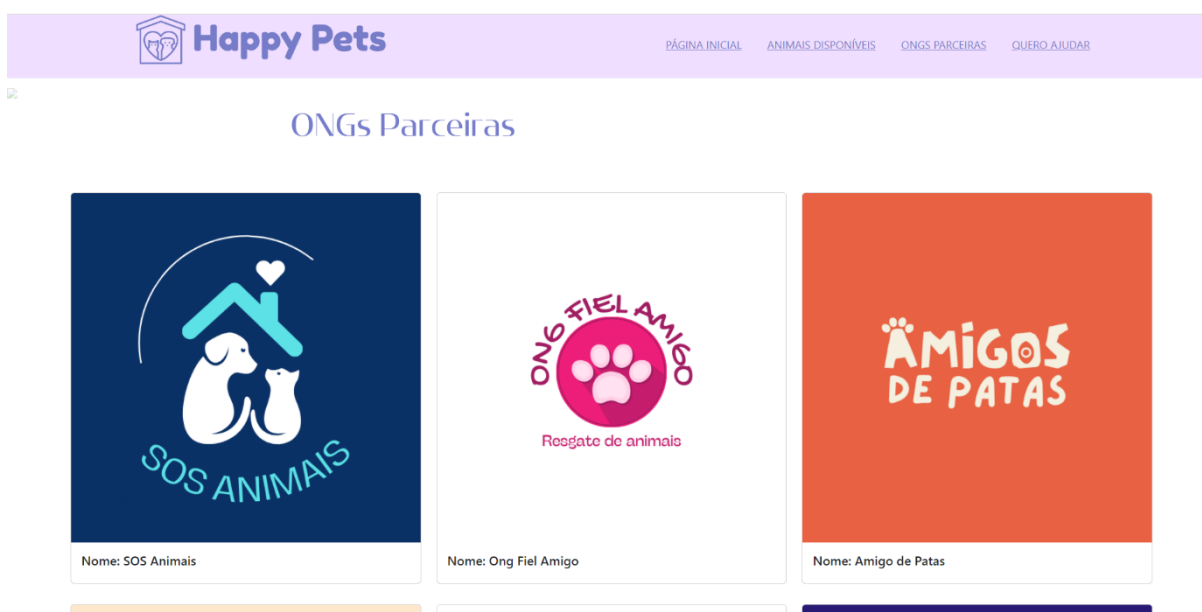 Happy Pets
PÁGINA INICIAL ANIMAIS DISPONÍVEIS ONGS PARCEIRAS QUERO AJUDAR
ONGs Parceiras
SOS ANIMAIS
ONG FIEL AMIGO
Resgate de animais
AMiGOS
DE PATAS
Nome: SOS Animais
Nome: Ong Fiel Amigo
Nome: Amigo de Patas